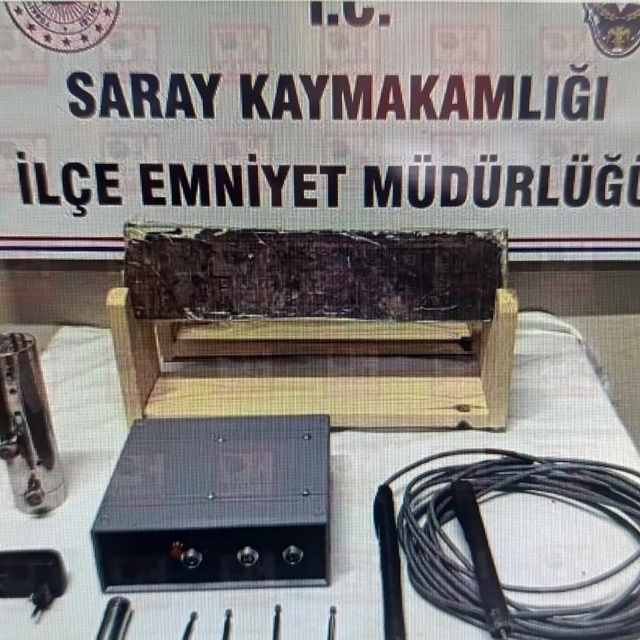 T.C.
SARAY KAYMAKAMLIĞI
İLÇE EMNİYET MÜDÜRLÜĞÜ